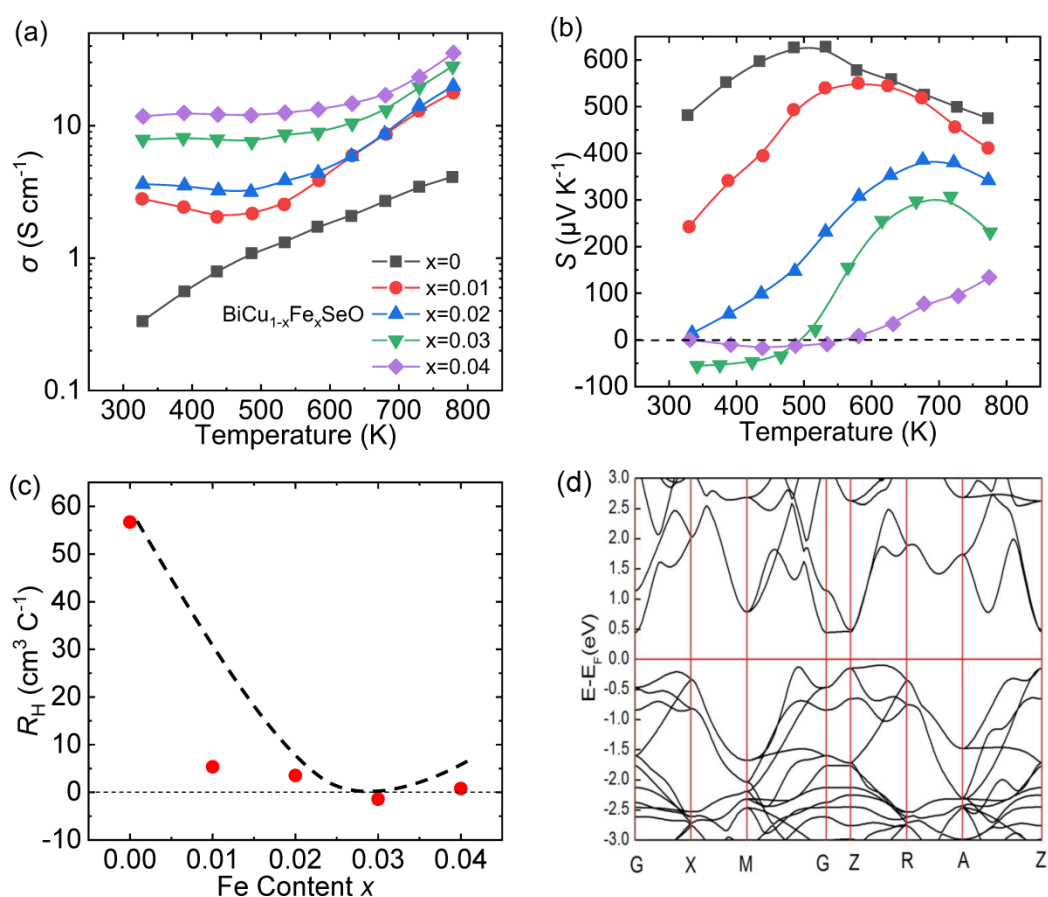 (a)
σ (S cm⁻¹)
10
1
0.1
BiCu₁₋ₓFeₓSeO
x=0
x=0.01
x=0.02
x=0.03
x=0.04
300 400 500 600 700 800
Temperature (K)
(b)
S (µV K⁻¹)
600
500
400
300
200
100
0
-100
300 400 500 600 700 800
Temperature (K)
(c)
R_H (cm³ C⁻¹)
60
50
40
30
20
10
0
-10
0.00 0.01 0.02 0.03 0.04
Fe Content x
(d)
E-E_F(eV)
3.0
2.5
2.0
1.5
1.0
0.5
0.0
-0.5
-1.0
-1.5
-2.0
-2.5
-3.0
G X M G Z R A Z